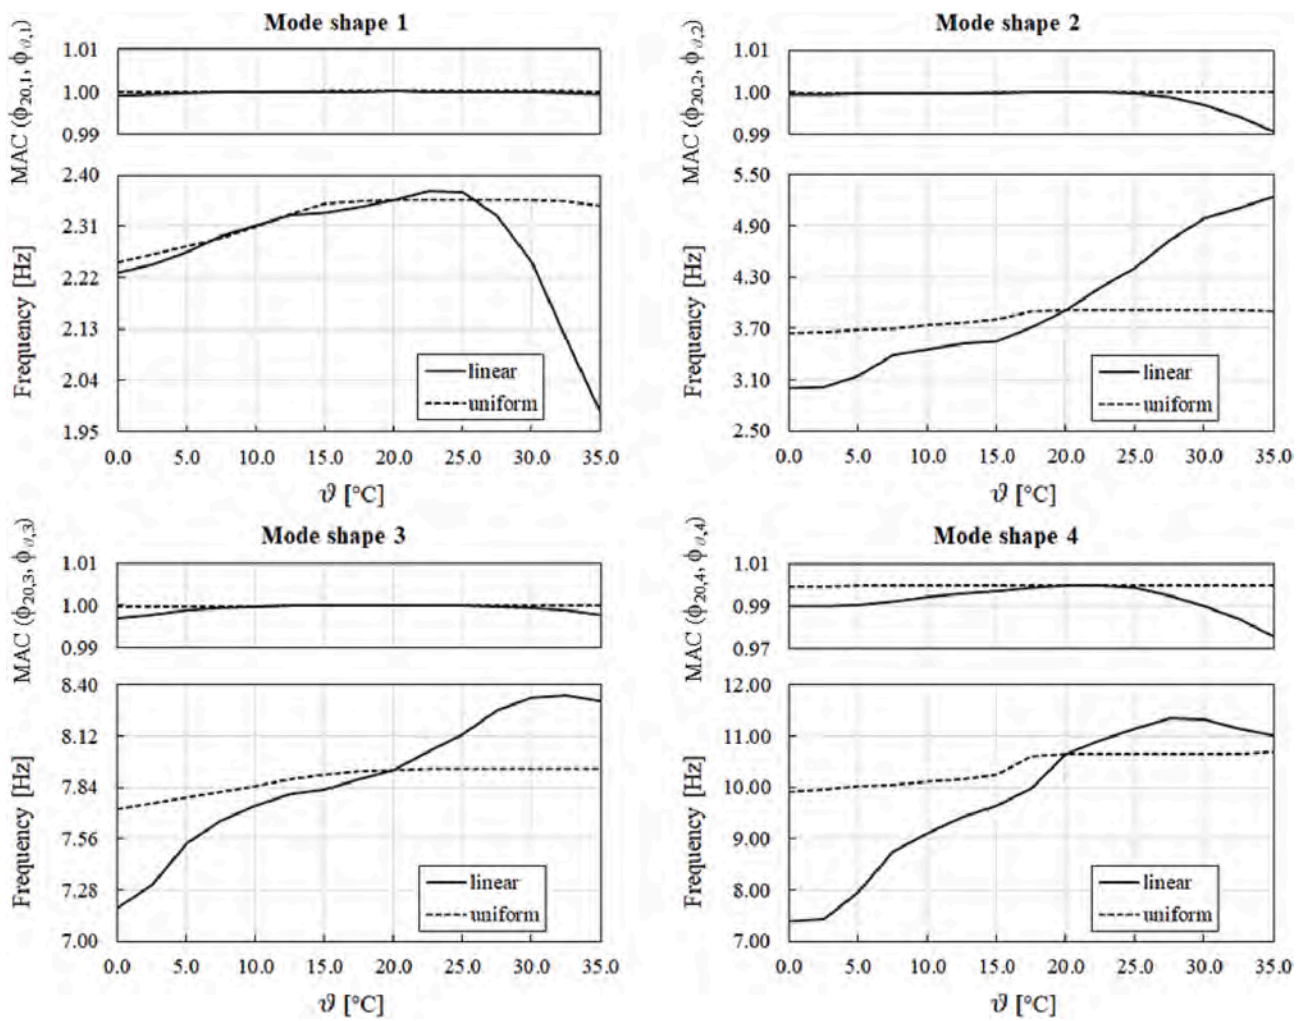 Mode shape 1
MAC (ϕ20,1, ϕϑ,1)
1.01
1.00
0.99
Frequency [Hz]
2.40
2.31
2.22
2.13
2.04
1.95
linear
uniform
0.0 5.0 10.0 15.0 20.0 25.0 30.0 35.0
ϑ [°C]
Mode shape 2
MAC (ϕ20,2, ϕϑ,2)
1.01
1.00
0.99
Frequency [Hz]
5.50
4.90
4.30
3.70
3.10
2.50
linear
uniform
0.0 5.0 10.0 15.0 20.0 25.0 30.0 35.0
ϑ [°C]
Mode shape 3
MAC (ϕ20,3, ϕϑ,3)
1.01
1.00
0.99
Frequency [Hz]
8.40
8.12
7.84
7.56
7.28
7.00
linear
uniform
0.0 5.0 10.0 15.0 20.0 25.0 30.0 35.0
ϑ [°C]
Mode shape 4
MAC (ϕ20,4, ϕϑ,4)
1.01
0.99
0.97
Frequency [Hz]
12.00
11.00
10.00
9.00
8.00
7.00
linear
uniform
0.0 5.0 10.0 15.0 20.0 25.0 30.0 35.0
ϑ [°C]